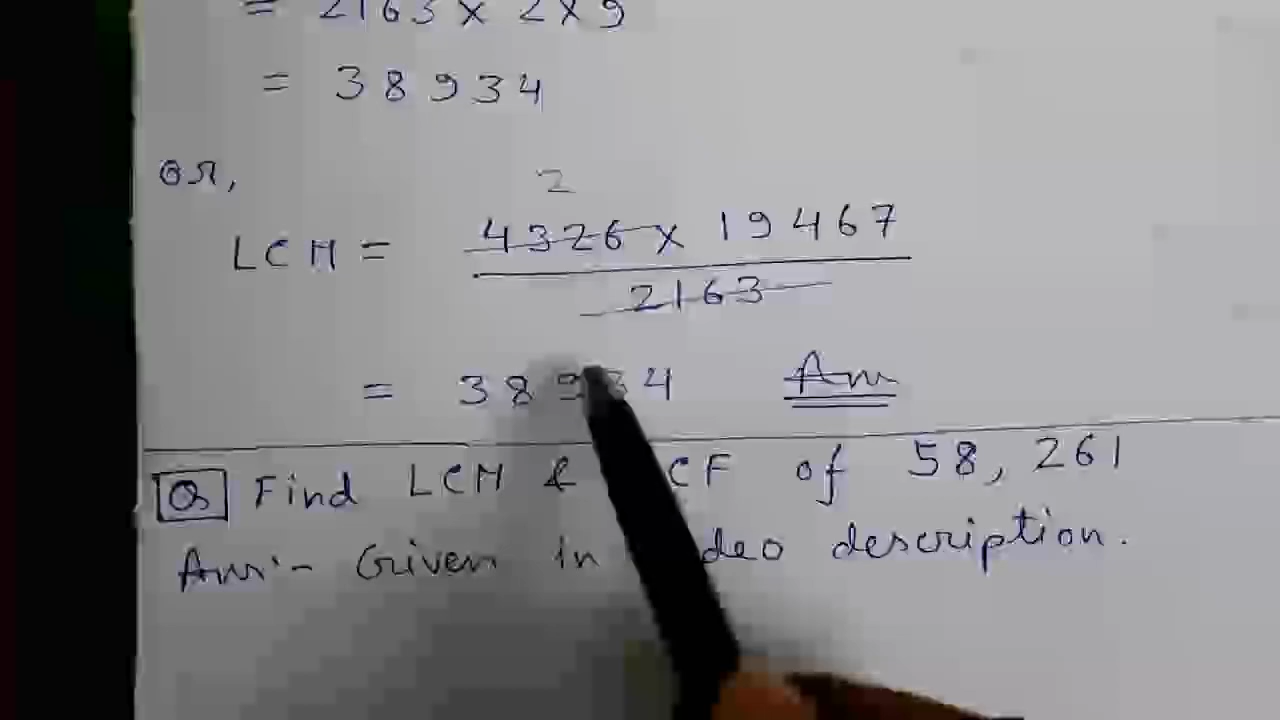 = 2163 x 2 x 9
= 38934
or,
2
LCM = 4326 x 19467
2163
= 38934 Ans
Q Find LCM & CF of 58, 261
Ans:- Given in deo description.